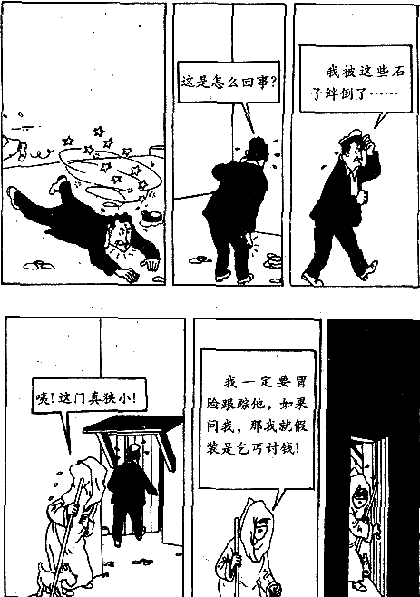 这是怎么回事?
我被这些石
子绊倒了……
咦!这门真狭小!
我一定要冒
险跟踪他,如果
问我,那我就假
装是乞丐讨钱!